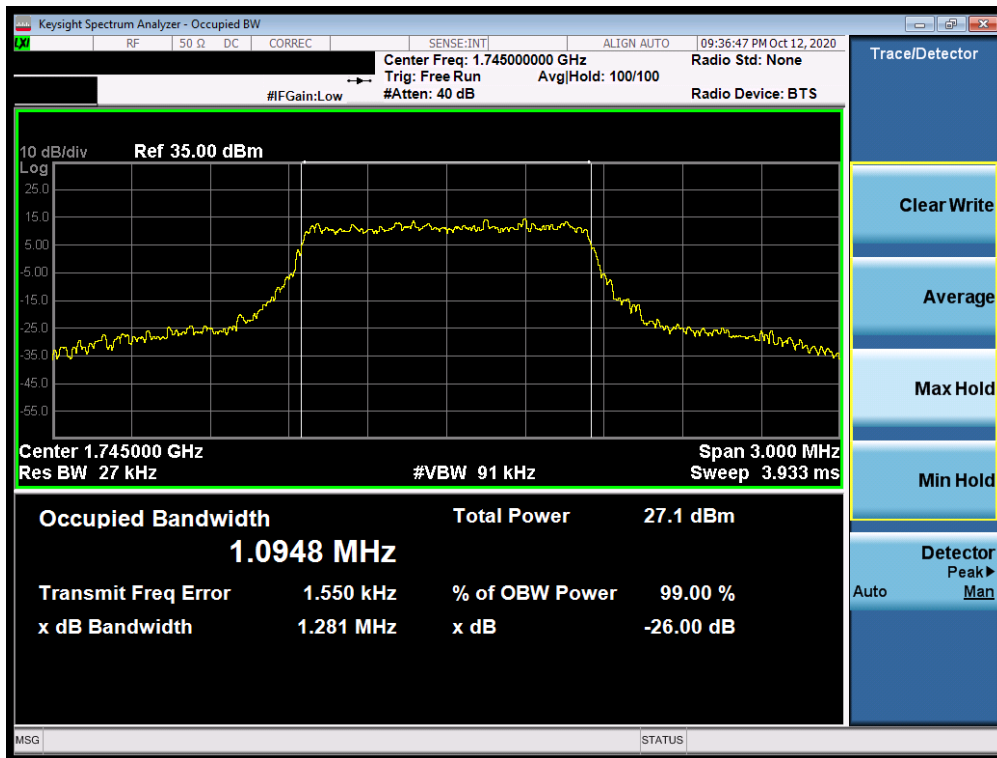 Keysight Spectrum Analyzer - Occupied BW
LXI RF 50 Ω DC CORREC SENSE:INT ALIGN AUTO 09:36:47 PM Oct 12, 2020
Center Freq: 1.745000000 GHz Radio Std: None
Trig: Free Run Avg|Hold: 100/100
#IFGain:Low #Atten: 40 dB Radio Device: BTS
10 dB/div Ref 35.00 dBm
Log
25.0
15.0
5.00
-5.00
-15.0
-25.0
-35.0
-45.0
-55.0
Center 1.745000 GHz Span 3.000 MHz
Res BW 27 kHz #VBW 91 kHz Sweep 3.933 ms
Occupied Bandwidth Total Power 27.1 dBm
1.0948 MHz
Transmit Freq Error 1.550 kHz % of OBW Power 99.00 %
x dB Bandwidth 1.281 MHz x dB -26.00 dB
MSG STATUS
Trace/Detector
Clear Write
Average
Max Hold
Min Hold
Detector
Peak▶
Auto Man